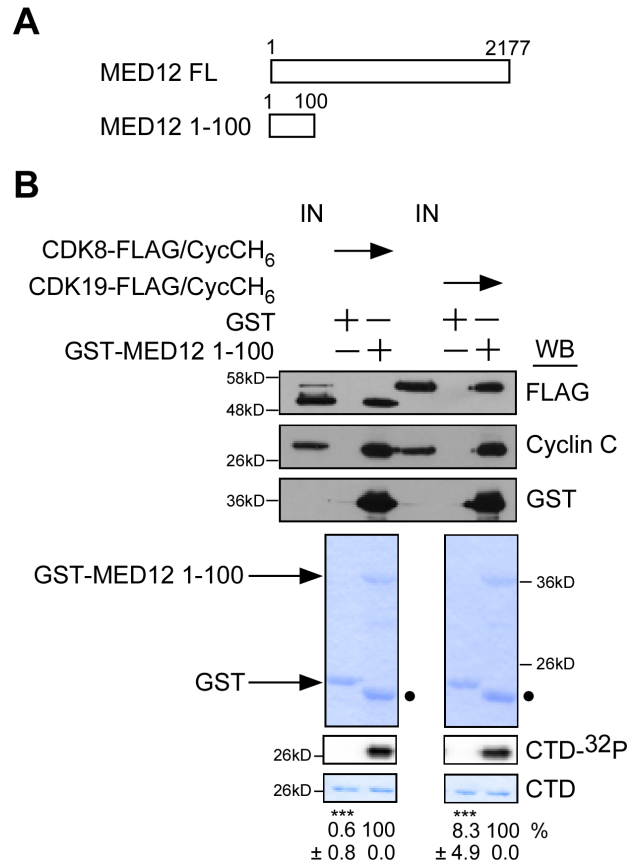 A
1 2177
MED12 FL
1 100
MED12 1-100
B
IN IN
CDK8-FLAG/CycCH6
CDK19-FLAG/CycCH6
GST + − + −
GST-MED12 1-100 − + − + WB
58kD
48kD
FLAG
Cyclin C
26kD
36kD
GST
GST-MED12 1-100
36kD
26kD
GST
26kD
CTD-32P
26kD
CTD
*** ***
0.6 100 8.3 100 %
± 0.8 0.0 ± 4.9 0.0